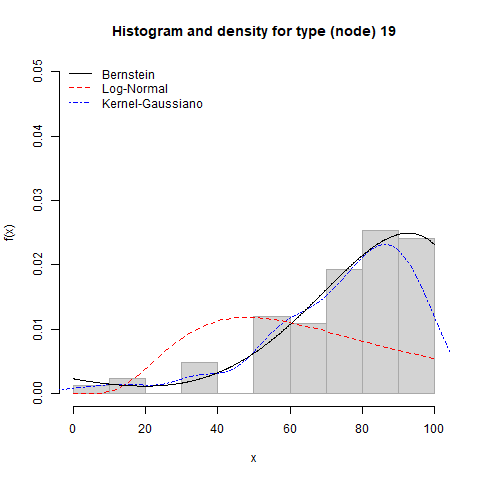 Histogram and density for type (node) 19
Bernstein
Log-Normal
Kernel-Gaussiano
f(x)
0.05
0.04
0.03
0.02
0.01
0.00
0 20 40 60 80 100
x